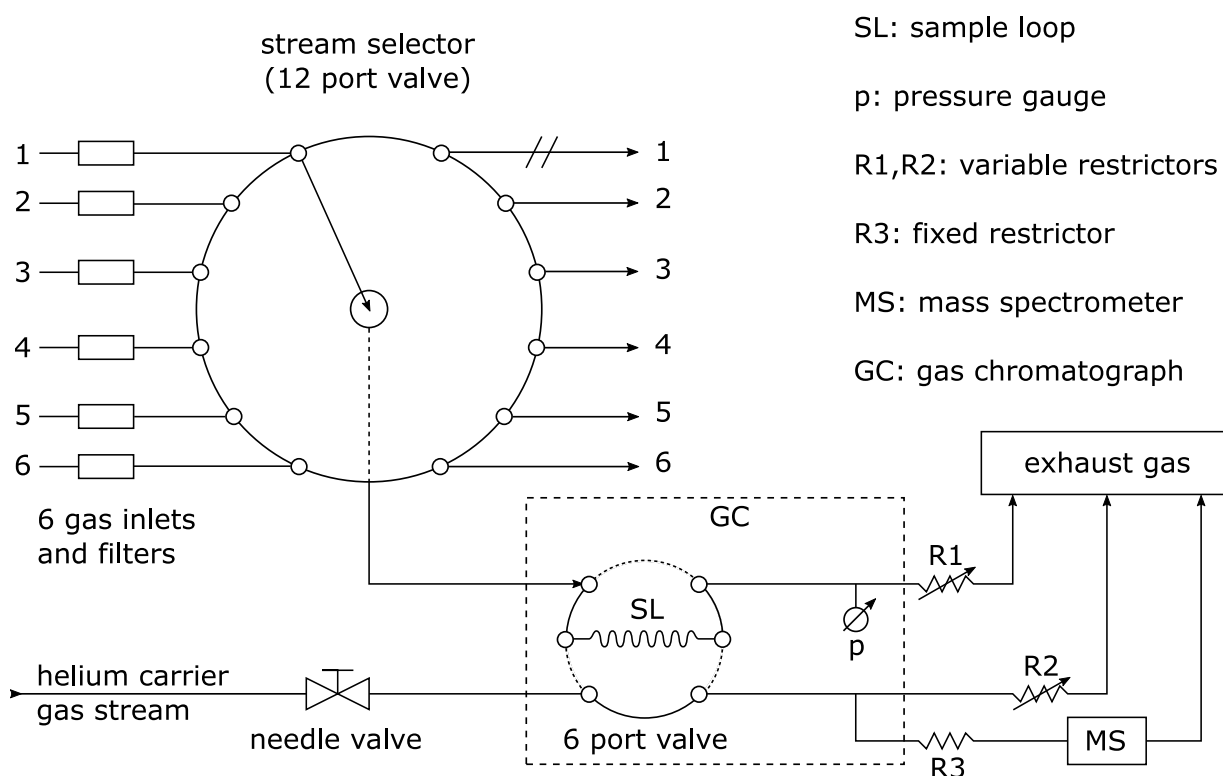 stream selector
(12 port valve)
SL: sample loop
p: pressure gauge
R1,R2: variable restrictors
R3: fixed restrictor
MS: mass spectrometer
GC: gas chromatograph
1
2
3
4
5
6
1
2
3
4
5
6
6 gas inlets
and filters
exhaust gas
GC
R1
SL
p
helium carrier
gas stream
R2
needle valve
6 port valve
R3
MS